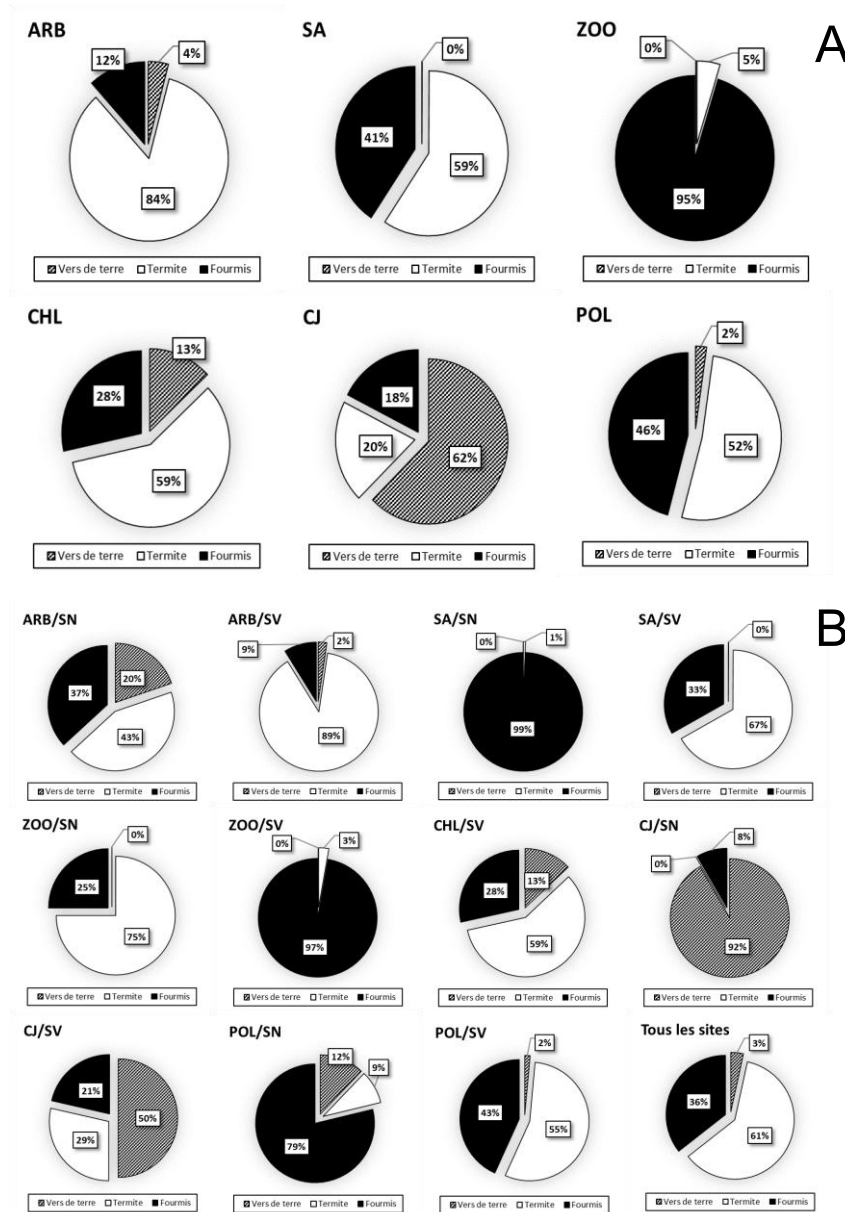 A
ARB
12%
4%
84%
Vers de terre Termite Fourmis
SA
0%
41%
59%
Vers de terre Termite Fourmis
ZOO
0%
5%
95%
Vers de terre Termite Fourmis
CHL
13%
28%
59%
Vers de terre Termite Fourmis
CJ
18%
20%
62%
Vers de terre Termite Fourmis
POL
2%
46%
52%
Vers de terre Termite Fourmis
B
ARB/SN
37%
20%
43%
Vers de terre Termite Fourmis
ARB/SV
9%
2%
89%
Vers de terre Termite Fourmis
SA/SN
0%
1%
99%
Vers de terre Termite Fourmis
SA/SV
0%
33%
67%
Vers de terre Termite Fourmis
ZOO/SN
0%
25%
75%
Vers de terre Termite Fourmis
ZOO/SV
0%
3%
97%
Vers de terre Termite Fourmis
CHL/SV
28%
13%
59%
Vers de terre Termite Fourmis
CJ/SN
0%
8%
92%
Vers de terre Termite Fourmis
CJ/SV
21%
50%
29%
Vers de terre Termite Fourmis
POL/SN
12%
9%
79%
Vers de terre Termite Fourmis
POL/SV
2%
43%
55%
Vers de terre Termite Fourmis
Tous les sites
3%
36%
61%
Vers de terre Termite Fourmis